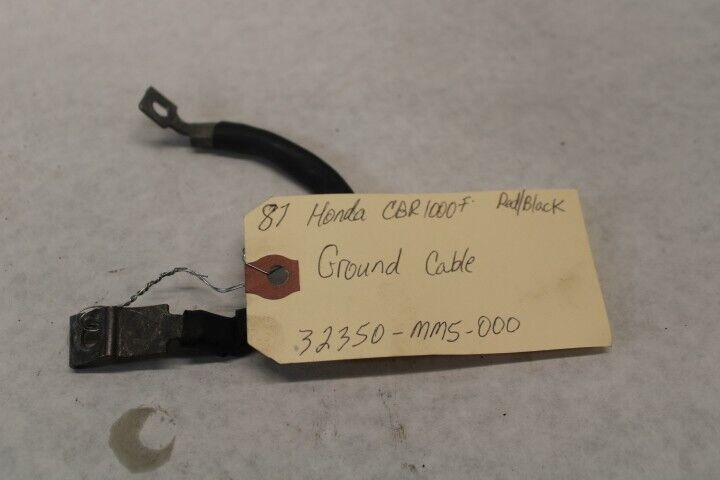 87 Honda CBR1000F Red/Black
Ground Cable
32350-MM5-000